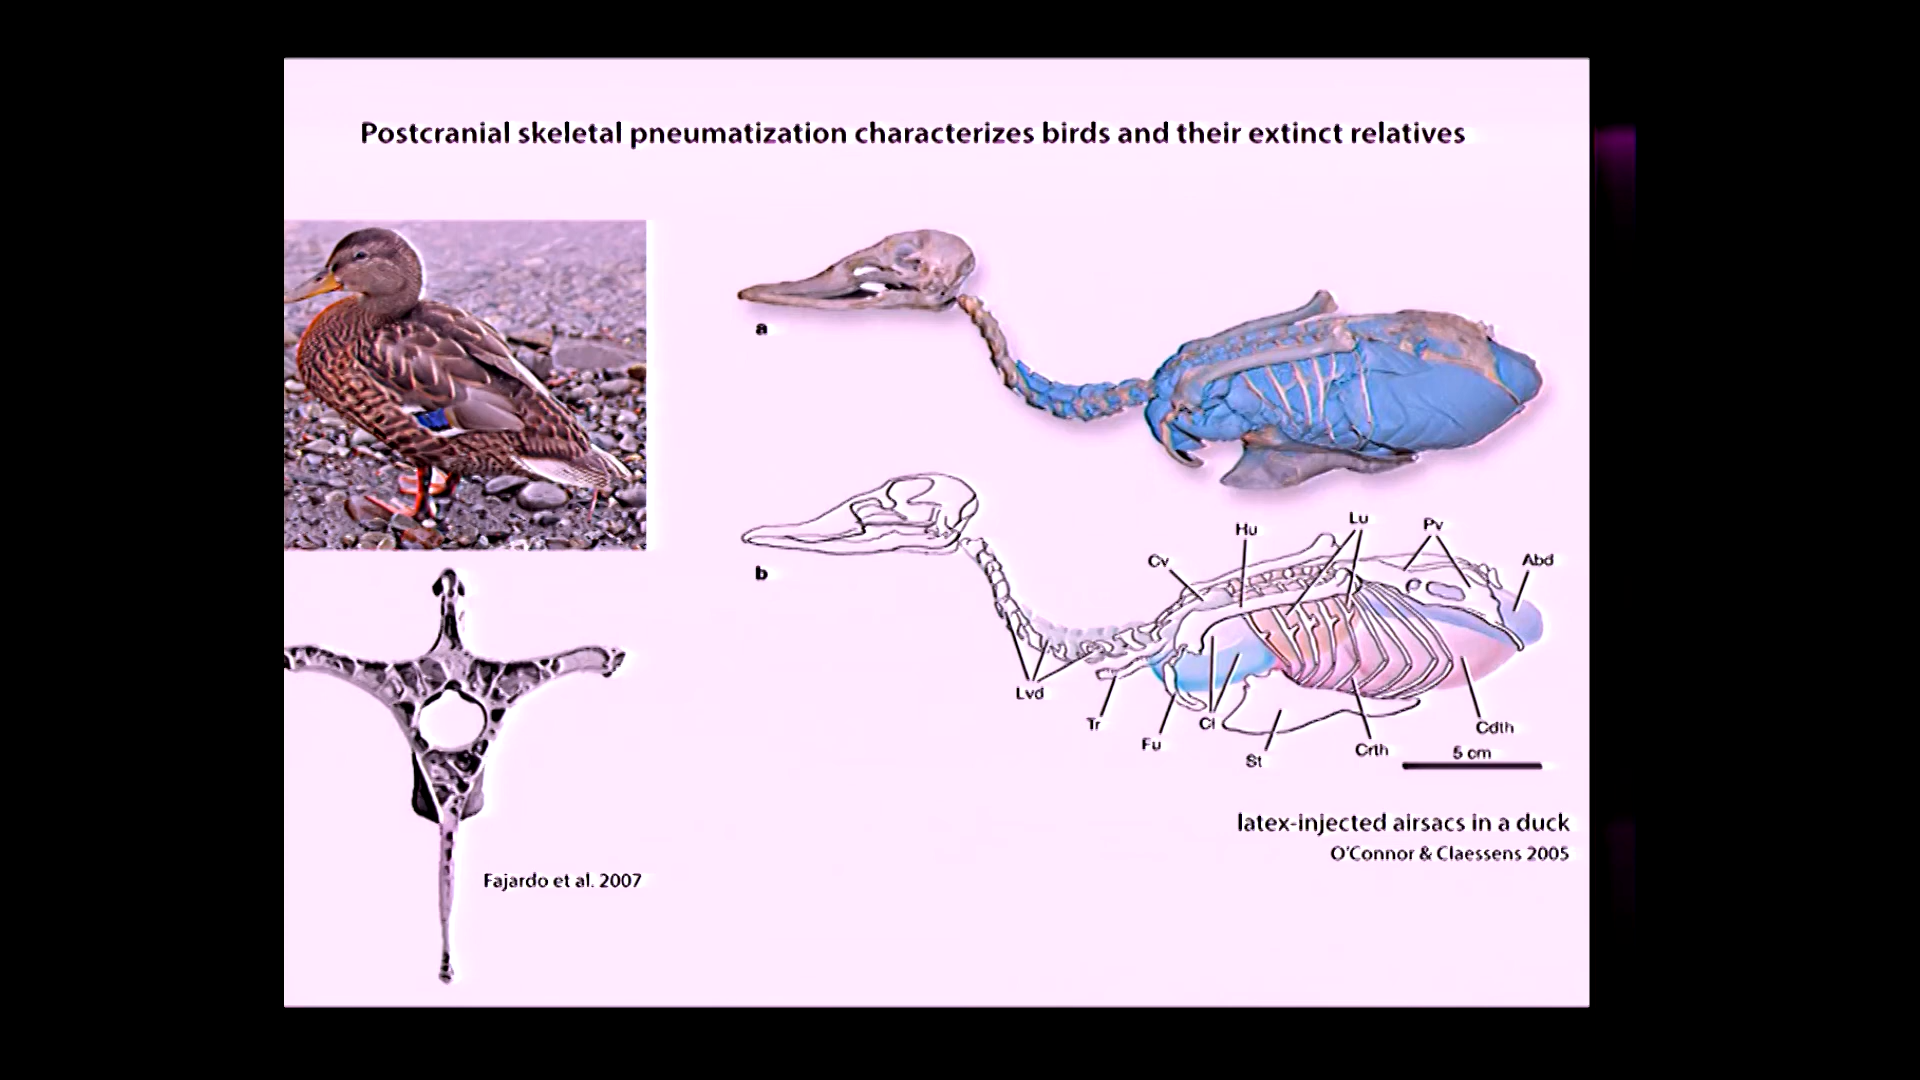 Postcranial skeletal pneumatization characterizes birds and their extinct relatives
a
b
Hu
Lu
Pv
Cv
Abd
Lvd
Tr
Fu
Cl
St
Crth
Cdth
5 cm
latex-injected airsacs in a duck
O'Connor & Claessens 2005
Fajardo et al. 2007